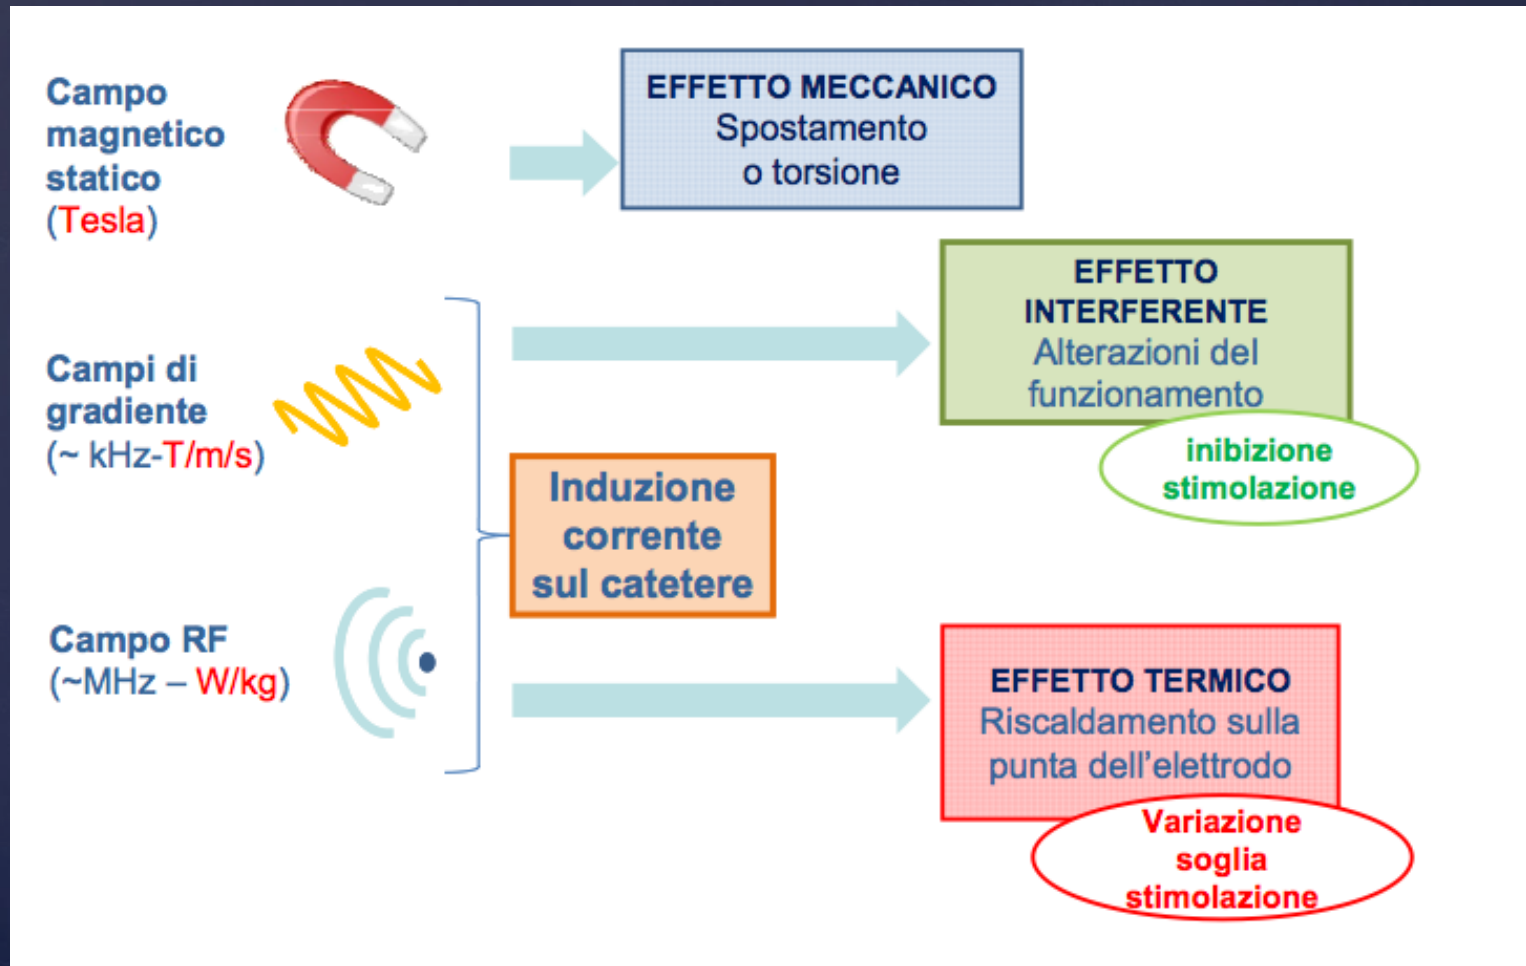 Campo
magnetico
statico
(Tesla)
EFFETTO MECCANICO
Spostamento
o torsione
EFFETTO
INTERFERENTE
Alterazioni del
funzionamento
inibizione
stimolazione
Campi di
gradiente
(~ kHz-T/m/s)
Induzione
corrente
sul catetere
Campo RF
(~MHz – W/kg)
EFFETTO TERMICO
Riscaldamento sulla
punta dell'elettrodo
Variazione
soglia
stimolazione